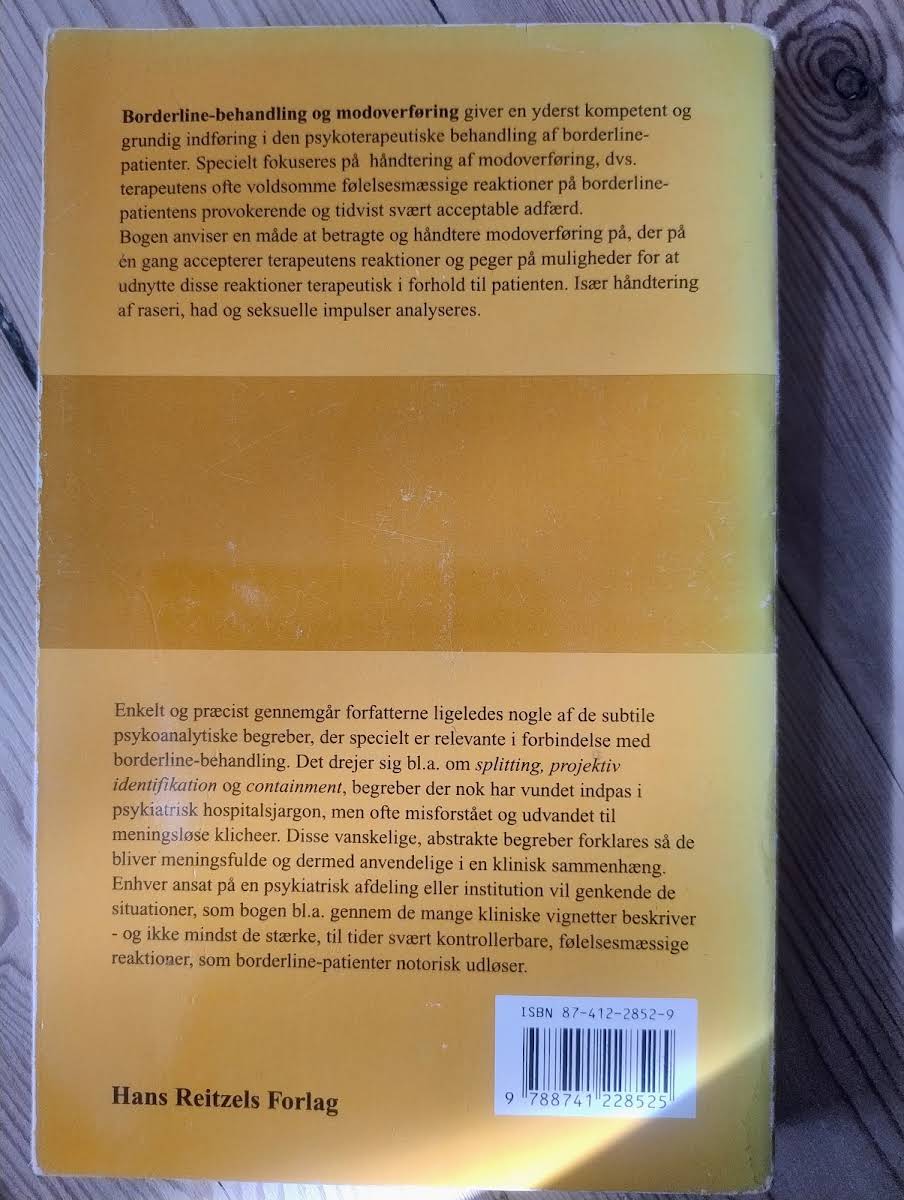 Borderline-behandling og modoverføring giver en yderst kompetent og
grundig indføring i den psykoterapeutiske behandling af borderline-
patienter. Specielt fokuseres på håndtering af modoverføring, dvs.
terapeutens ofte voldsomme følelsesmæssige reaktioner på borderline-
patientens provokerende og tidvist svært acceptable adfærd.
Bogen anviser en måde at betragte og håndtere modoverføring på, der på
én gang accepterer terapeutens reaktioner og peger på muligheder for at
udnytte disse reaktioner terapeutisk i forhold til patienten. Især håndtering
af raseri, had og seksuelle impulser analyseres.
Enkelt og præcist gennemgår forfatterne ligeledes nogle af de subtile
psykoanalytiske begreber, der specielt er relevante i forbindelse med
borderline-behandling. Det drejer sig bl.a. om splitting, projektiv
identifikation og containment, begreber der nok har vundet indpas i
psykiatrisk hospitalsjargon, men ofte misforstået og udvandet til
meningsløse klicheer. Disse vanskelige, abstrakte begreber forklares så de
bliver meningsfulde og dermed anvendelige i en klinisk sammenhæng.
Enhver ansat på en psykiatrisk afdeling eller institution vil genkende de
situationer, som bogen bl.a. gennem de mange kliniske vignetter beskriver
- og ikke mindst de stærke, til tider svært kontrollerbare, følelsesmæssige
reaktioner, som borderline-patienter notorisk udløser.
ISBN 87-412-2852-9
9 788741 228525
Hans Reitzels Forlag